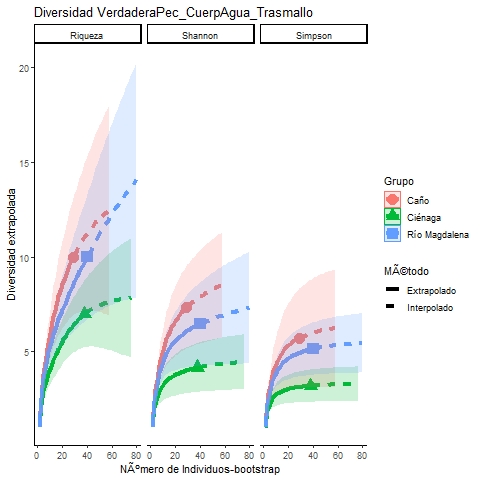 Diversidad VerdaderaPec_CuerpAgua_Trasmallo
Riqueza
Shannon
Simpson
20
15
10
5
Diversidad extrapolada
0 20 40 60 80
0 20 40 60 80
0 20 40 60 80
NÃºmero de Individuos-bootstrap
Grupo
Caño
Ciénaga
Río Magdalena
MÃ©todo
Extrapolado
Interpolado